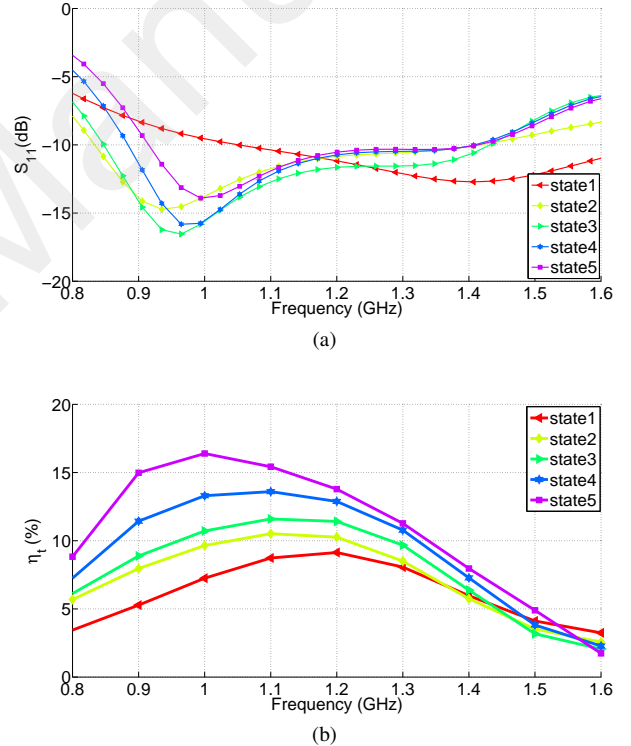 Man
0
−5
−10
−15
−20
S11(dB)
0.8 0.9 1 1.1 1.2 1.3 1.4 1.5 1.6
Frequency (GHz)
state1
state2
state3
state4
state5
(a)
20
15
10
5
0
ηt (%)
0.8 0.9 1 1.1 1.2 1.3 1.4 1.5 1.6
Frequency (GHz)
state1
state2
state3
state4
state5
(b)